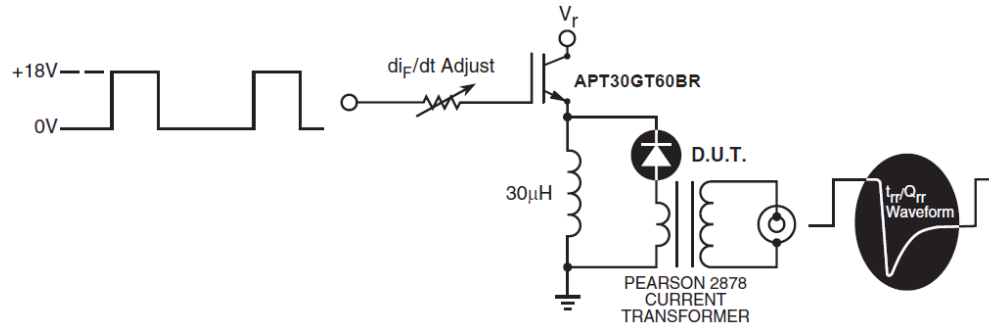 Vr
+18V
0V
diF/dt Adjust
APT30GT60BR
D.U.T.
30μH
trr/Qrr
Waveform
PEARSON 2878
CURRENT
TRANSFORMER